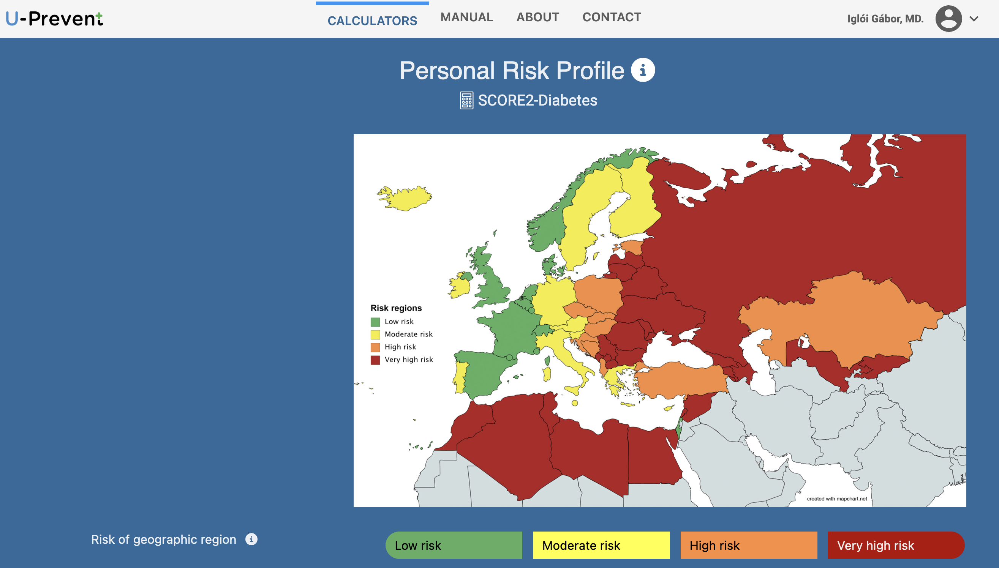 U-Prevent
CALCULATORS
MANUAL
ABOUT
CONTACT
Iglói Gábor, MD.
Personal Risk Profile
SCORE2-Diabetes
Risk regions
Low risk
Moderate risk
High risk
Very high risk
created with mapchart.net
Risk of geographic region
Low risk
Moderate risk
High risk
Very high risk